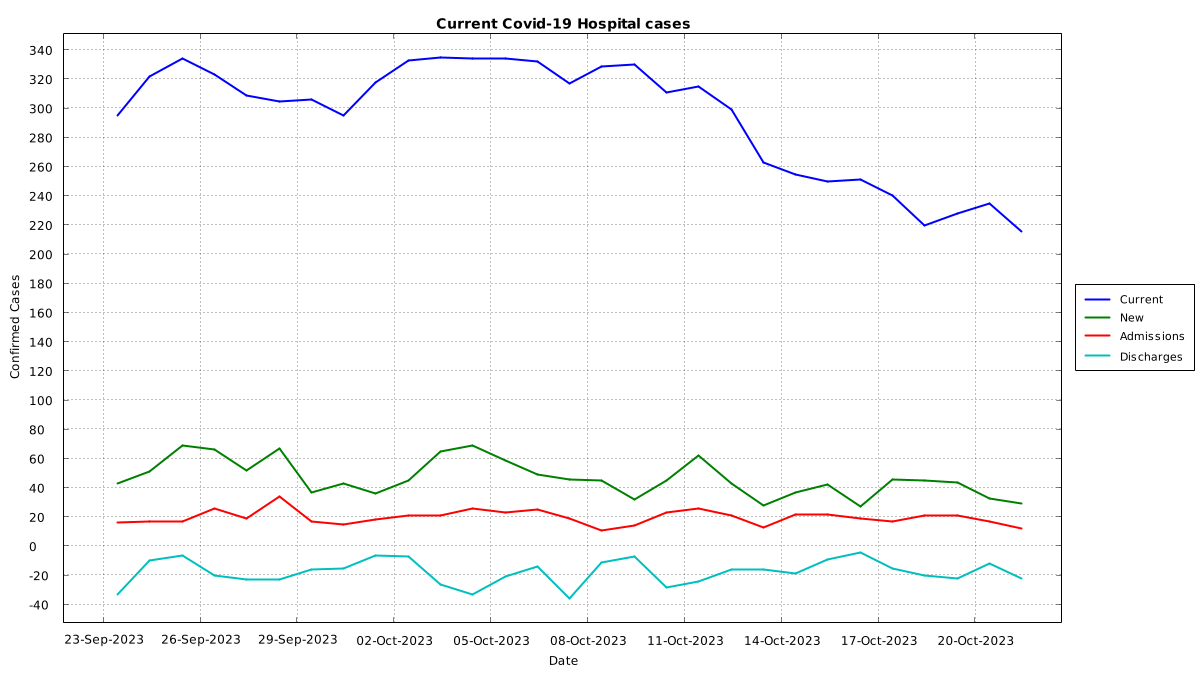 Current Covid-19 Hospital cases
340
320
300
280
260
240
220
200
180
160
140
120
100
80
60
40
20
0
-20
-40
Confirmed Cases
23-Sep-2023 26-Sep-2023 29-Sep-2023 02-Oct-2023 05-Oct-2023 08-Oct-2023 11-Oct-2023 14-Oct-2023 17-Oct-2023 20-Oct-2023
Date
Current
New
Admissions
Discharges